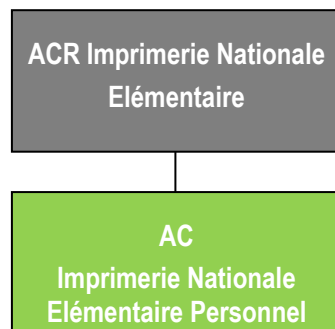 ACR Imprimerie Nationale
Elémentaire
AC
Imprimerie Nationale
Elémentaire Personnel